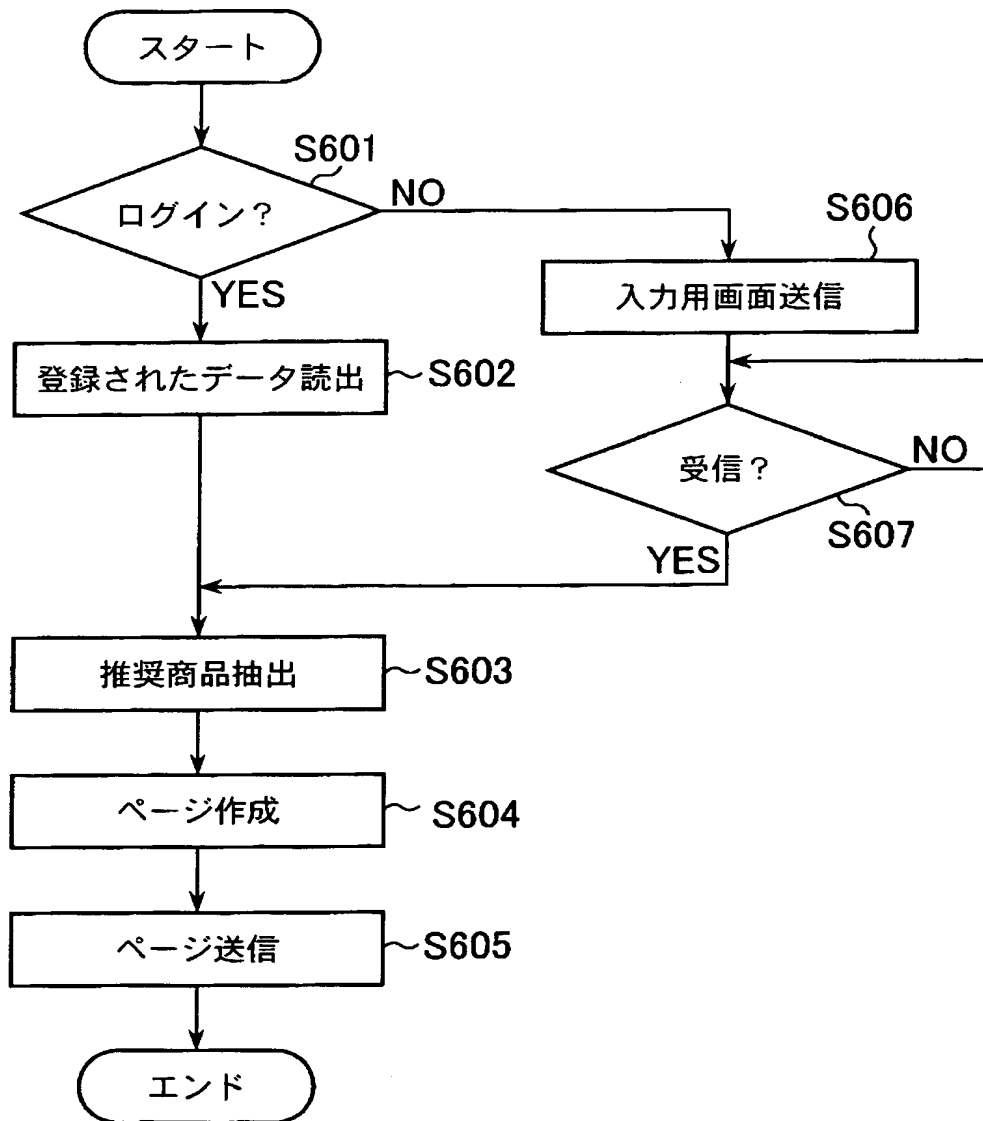 スタート
S601
ログイン?
NO
S606
YES
入力用画面送信
登録されたデータ読出
S602
受信?
NO
S607
YES
推奨商品抽出
S603
ページ作成
S604
ページ送信
S605
エンド